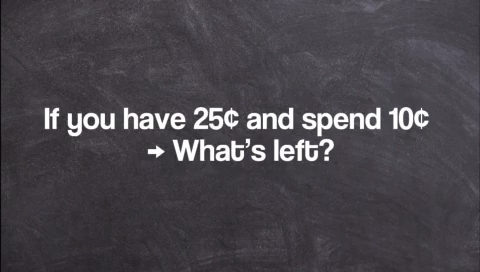 If you have 25¢ and spend 10¢
→ What's left?